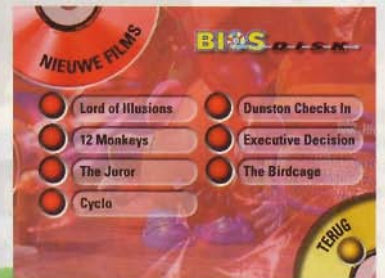 NIEUWE FILMS
BIOS DISK
Lord of Illusions
12 Monkeys
The Juror
Cyclo
Dunston Checks In
Executive Decision
The Birdcage
TERUG